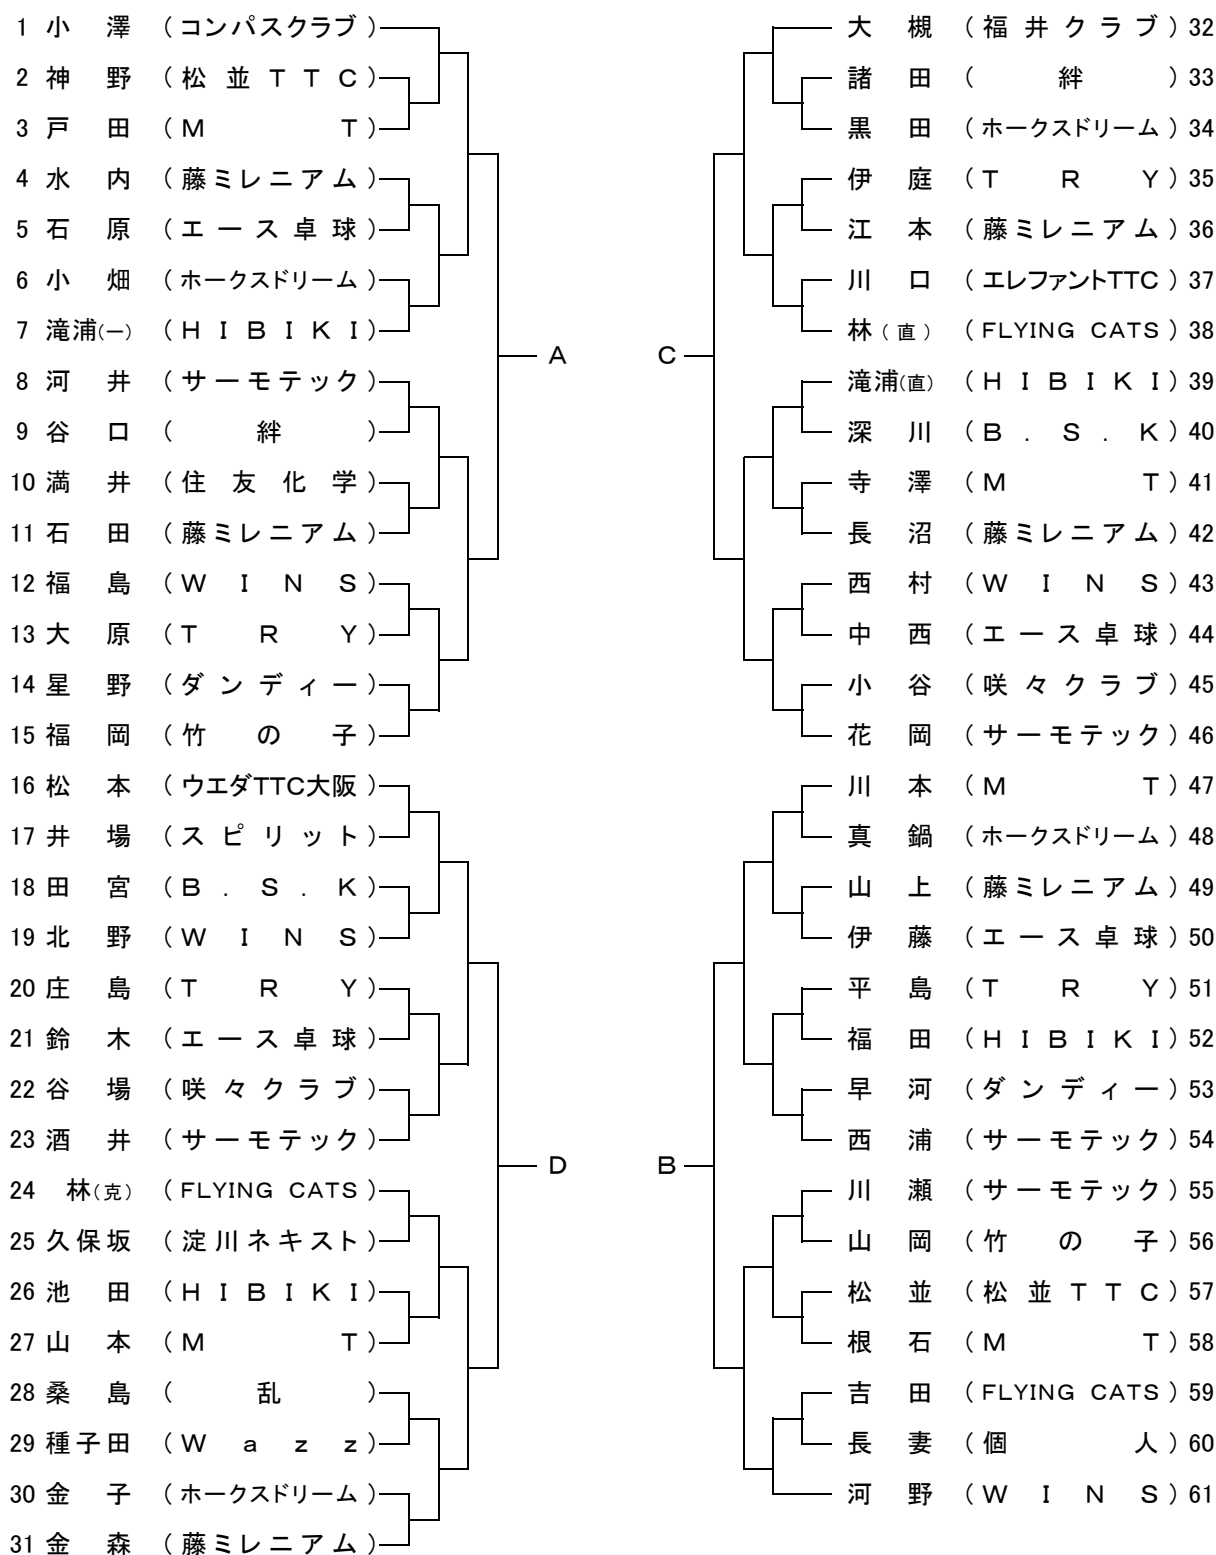 1 小澤 (コンパスクラブ)
2 神野 (松並TTC)
3 戸田 (MT)
4 水内 (藤ミレニアム)
5 石原 (エース卓球)
6 小畑 (ホークスドリーム)
7 滝浦(一) (HIBIKI)
A
8 河井 (サーモテック)
9 谷口 (絆)
10 満井 (住友化学)
11 石田 (藤ミレニアム)
12 福島 (WINS)
13 大原 (TRY)
14 星野 (ダンディー)
15 福岡 (竹の子)
16 松本 (ウエダTTC大阪)
17 井場 (スピリット)
18 田宮 (B.S.K)
19 北野 (WINS)
20 庄島 (TRY)
21 鈴木 (エース卓球)
22 谷場 (咲々クラブ)
23 酒井 (サーモテック)
D
24 林(克) (FLYING CATS)
25 久保坂 (淀川ネキスト)
26 池田 (HIBIKI)
27 山本 (MT)
28 桑島 (乱)
29 種子田 (Wazz)
30 金子 (ホークスドリーム)
31 金森 (藤ミレニアム)
大槻 (福井クラブ) 32
諸田 (絆) 33
黒田 (ホークスドリーム) 34
伊庭 (TRY) 35
江本 (藤ミレニアム) 36
川口 (エレファントTTC) 37
林(直) (FLYING CATS) 38
C
滝浦(直) (HIBIKI) 39
深川 (B.S.K) 40
寺澤 (MT) 41
長沼 (藤ミレニアム) 42
西村 (WINS) 43
中西 (エース卓球) 44
小谷 (咲々クラブ) 45
花岡 (サーモテック) 46
川本 (MT) 47
真鍋 (ホークスドリーム) 48
山上 (藤ミレニアム) 49
伊藤 (エース卓球) 50
平島 (TRY) 51
福田 (HIBIKI) 52
早河 (ダンディー) 53
西浦 (サーモテック) 54
B
川瀬 (サーモテック) 55
山岡 (竹の子) 56
松並 (松並TTC) 57
根石 (MT) 58
吉田 (FLYING CATS) 59
長妻 (個人) 60
河野 (WINS) 61